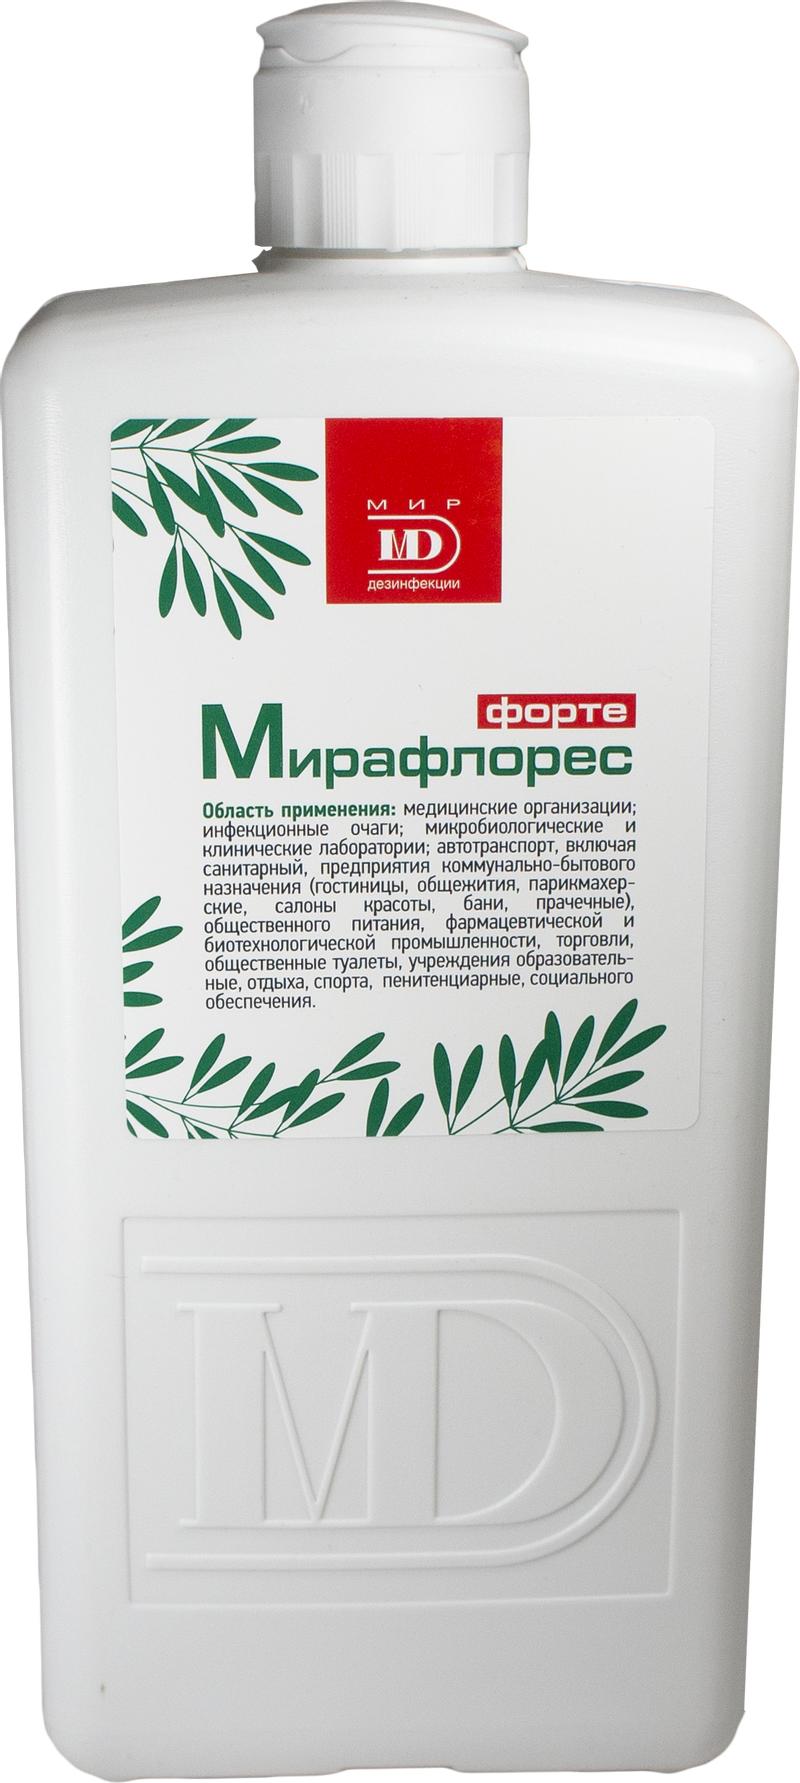 МИР
MD
дезинфекции
форте
Мирафлорес
Область применения: медицинские организации;
инфекционные очаги; микробиологические и
клинические лаборатории; автотранспорт, включая
санитарный, предприятия коммунально-бытового
назначения (гостиницы, общежития, парикмахер-
ские, салоны красоты, бани, прачечные),
общественного питания, фармацевтической и
биотехнологической промышленности, торговли,
общественные туалеты, учреждения образователь-
ные, отдыха, спорта, пенитенциарные, социального
обеспечения.
MD